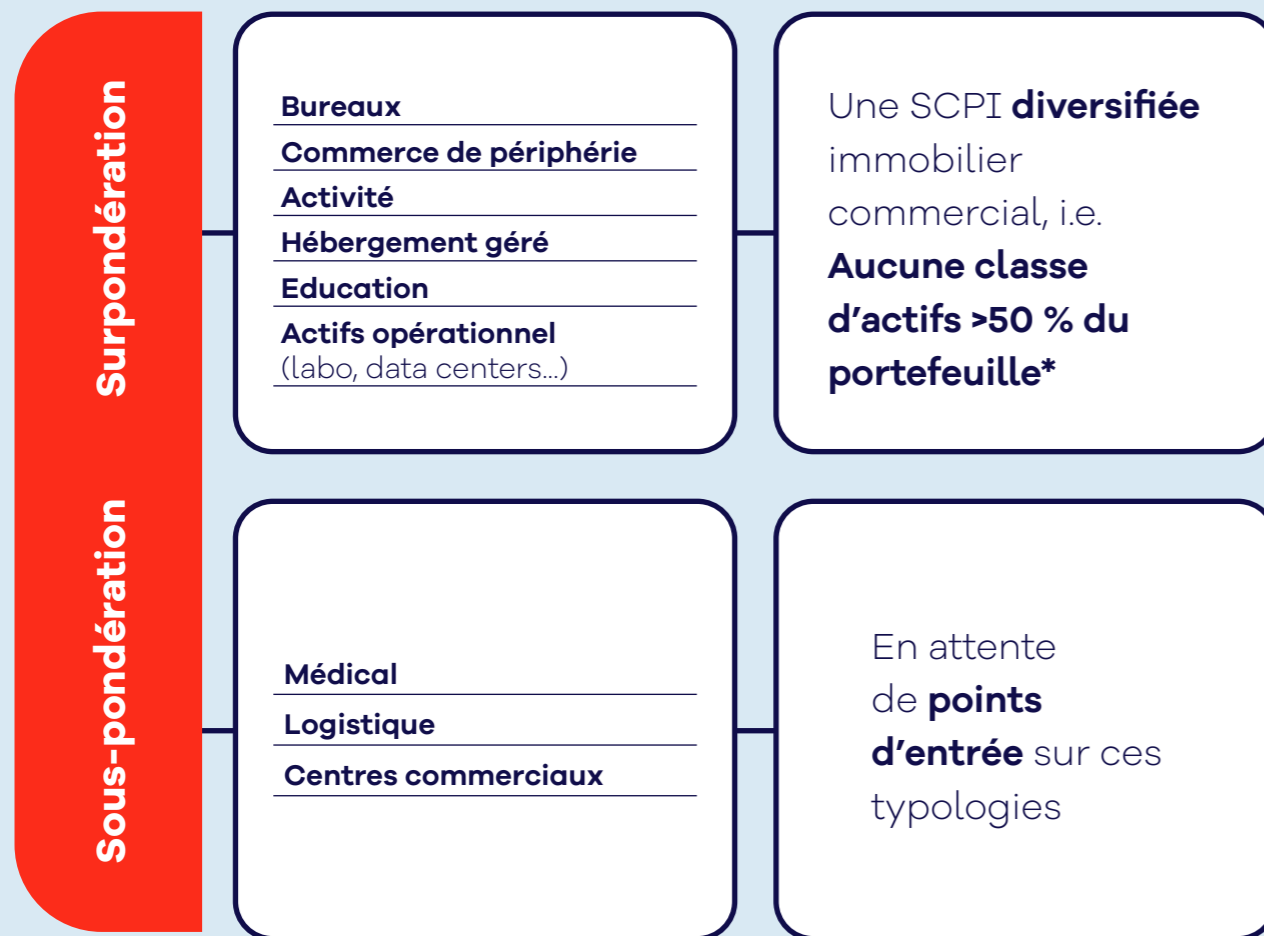 Surpondération
Bureaux
Commerce de périphérie
Activité
Hébergement géré
Education
Actifs opérationnel
(labo, data centers...)
Une SCPI diversifiée
immobilier
commercial, i.e.
Aucune classe
d’actifs >50 % du
portefeuille*
Sous-pondération
Médical
Logistique
Centres commerciaux
En attente
de points
d’entrée sur ces
typologies